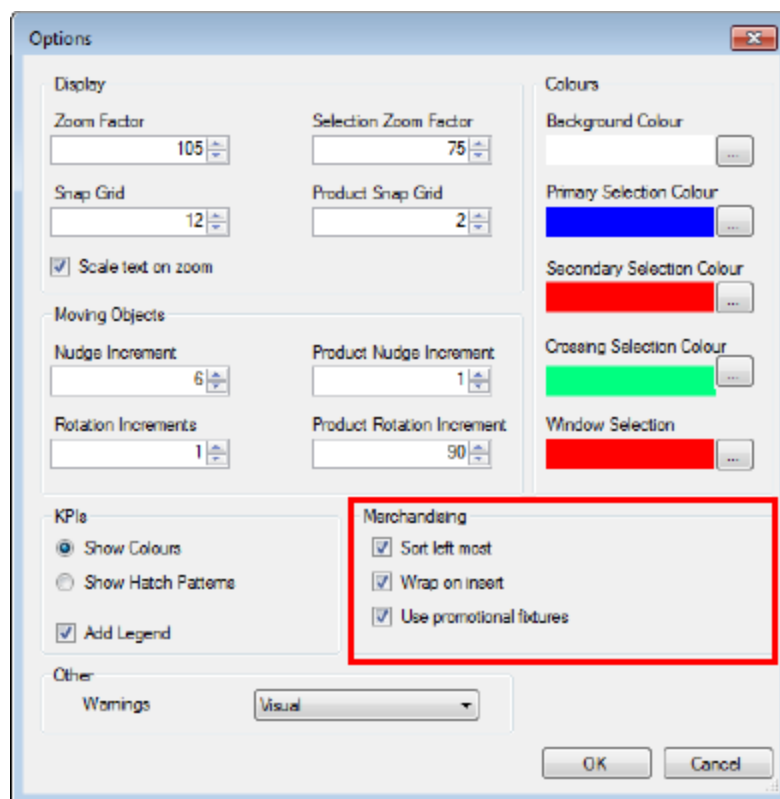 Options
Display
Zoom Factor
Selection Zoom Factor
105
75
Snap Grid
Product Snap Grid
12
2
Scale text on zoom
Moving Objects
Nudge Increment
Product Nudge Increment
6
1
Rotation Increments
Product Rotation Increment
1
90
Colours
Background Colour
...
Primary Selection Colour
...
Secondary Selection Colour
...
Crossing Selection Colour
...
Window Selection
...
KPIs
Show Colours
Show Hatch Patterns
Add Legend
Merchandising
Sort left most
Wrap on insert
Use promotional fixtures
Other
Warnings
Visual
OK
Cancel